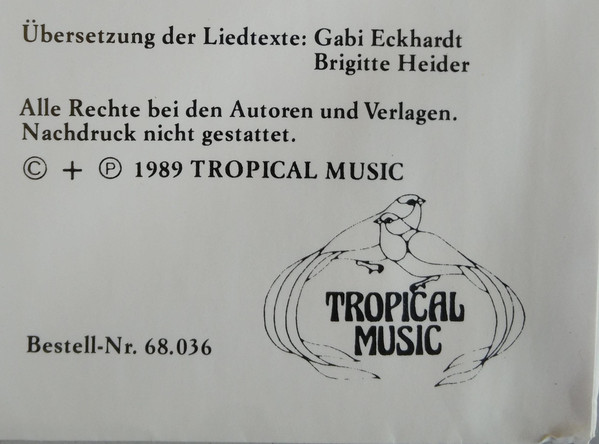 Übersetzung der Liedtexte: Gabi Eckhardt
Brigitte Heider
Alle Rechte bei den Autoren und Verlagen.
Nachdruck nicht gestattet.
© + ℗ 1989 TROPICAL MUSIC
TROPICAL
MUSIC
Bestell-Nr. 68.036